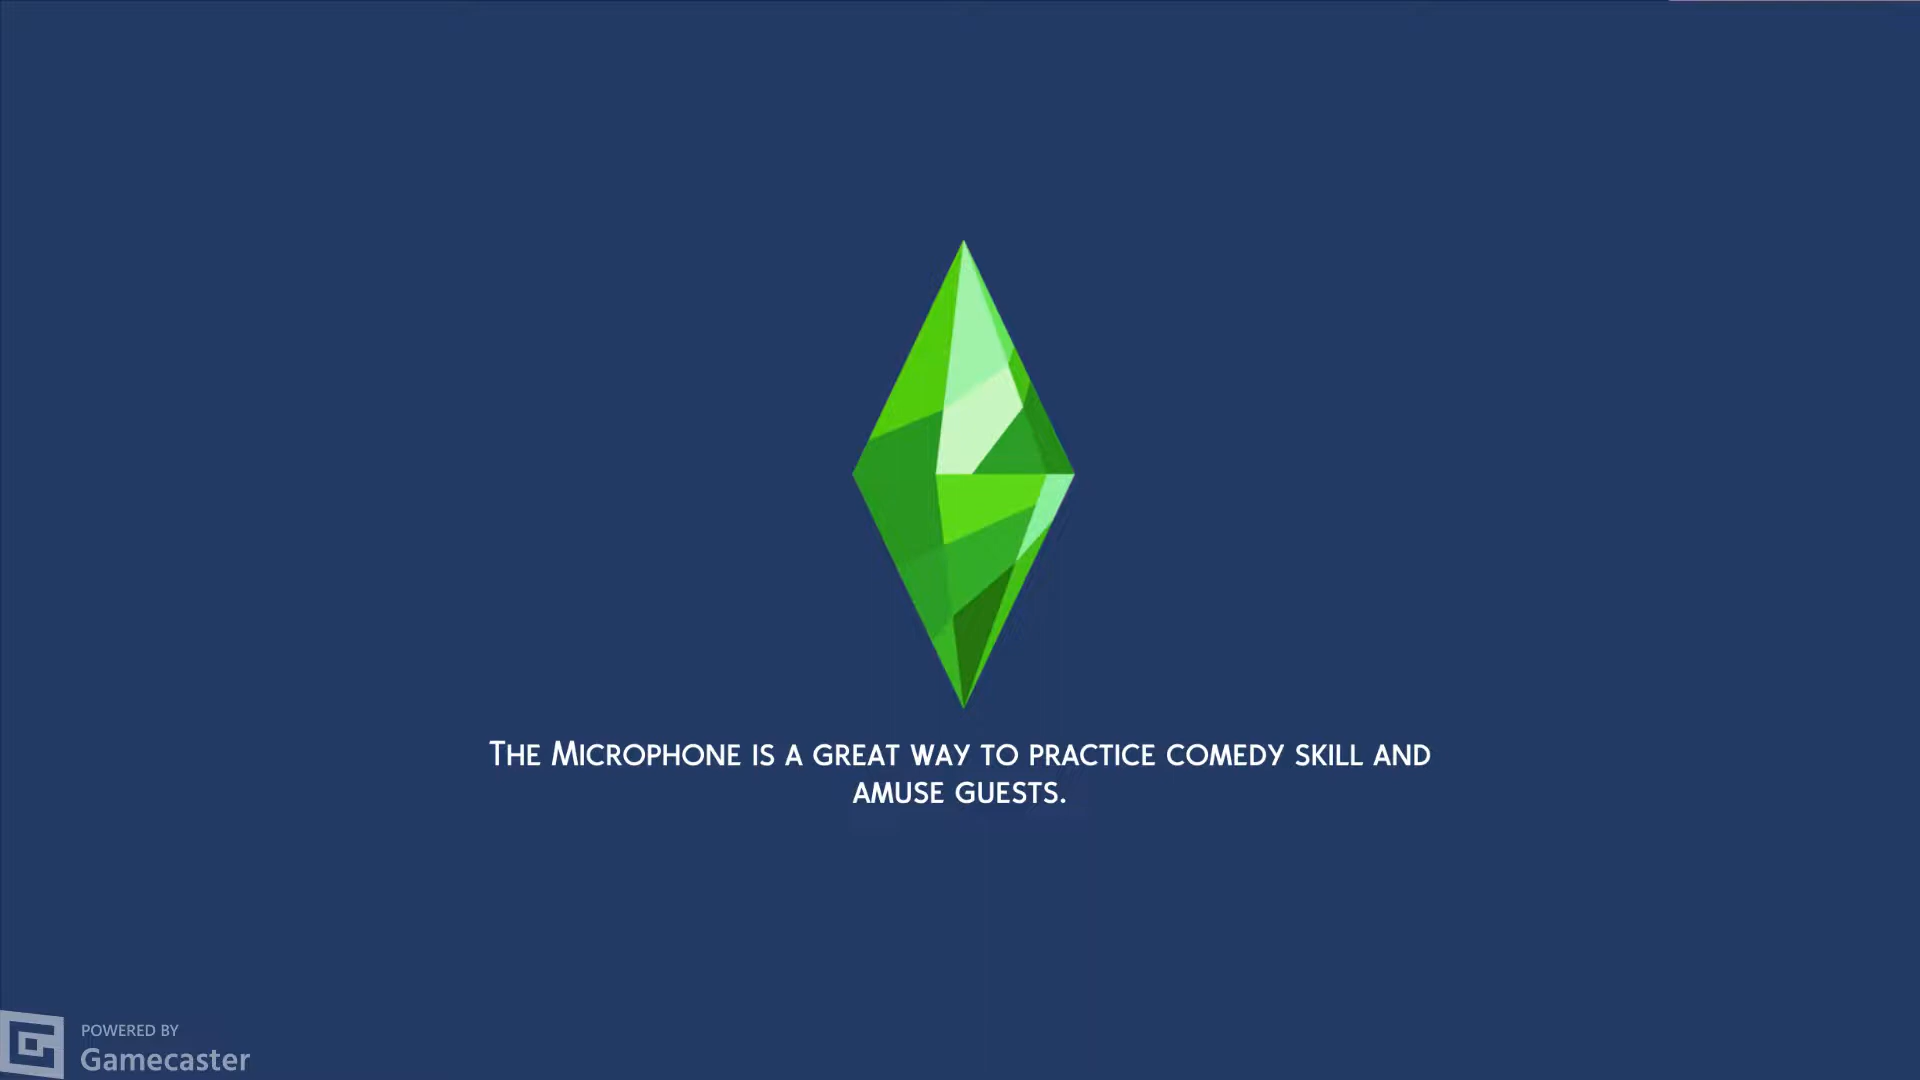 The Microphone is a great way to practice comedy skill and
amuse guests.
POWERED BY
Gamecaster